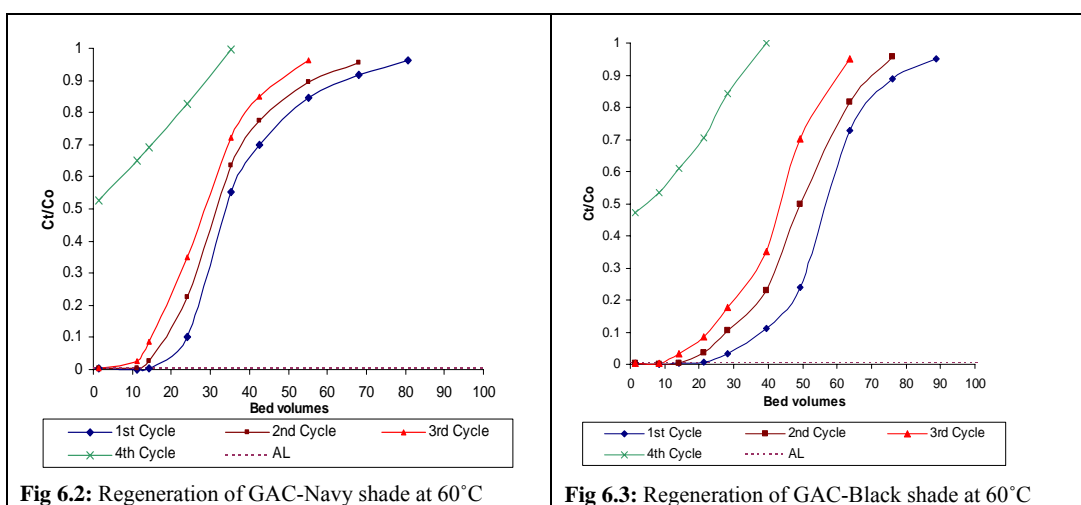 1
0.9
0.8
0.7
0.6
0.5
0.4
0.3
0.2
0.1
0
Ct/Co
0 10 20 30 40 50 60 70 80 90 100
Bed volumes
1st Cycle 2nd Cycle 3rd Cycle
4th Cycle AL
Fig 6.2: Regeneration of GAC-Navy shade at 60˚C
1
0.9
0.8
0.7
0.6
0.5
0.4
0.3
0.2
0.1
0
Ct/Co
0 10 20 30 40 50 60 70 80 90 100
Bed volumes
1st Cycle 2nd Cycle 3rd Cycle
4th Cycle AL
Fig 6.3: Regeneration of GAC-Black shade at 60˚C